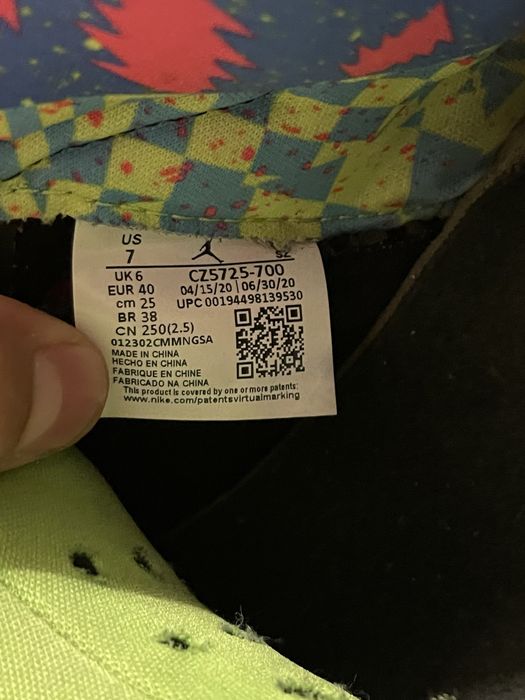 US
7
SZ
UK 6 CZ5725-700
EUR 40 04/15/20 | 06/30/20
cm 25 UPC 00194498139530
BR 38
CN 250(2.5)
012302CMMNGSA
MADE IN CHINA
HECHO EN CHINA
FABRIQUE EN CHINE
FABRICADO NA CHINA
This product is covered by one or more patents:
www.nike.com/patentsvirtualmarking